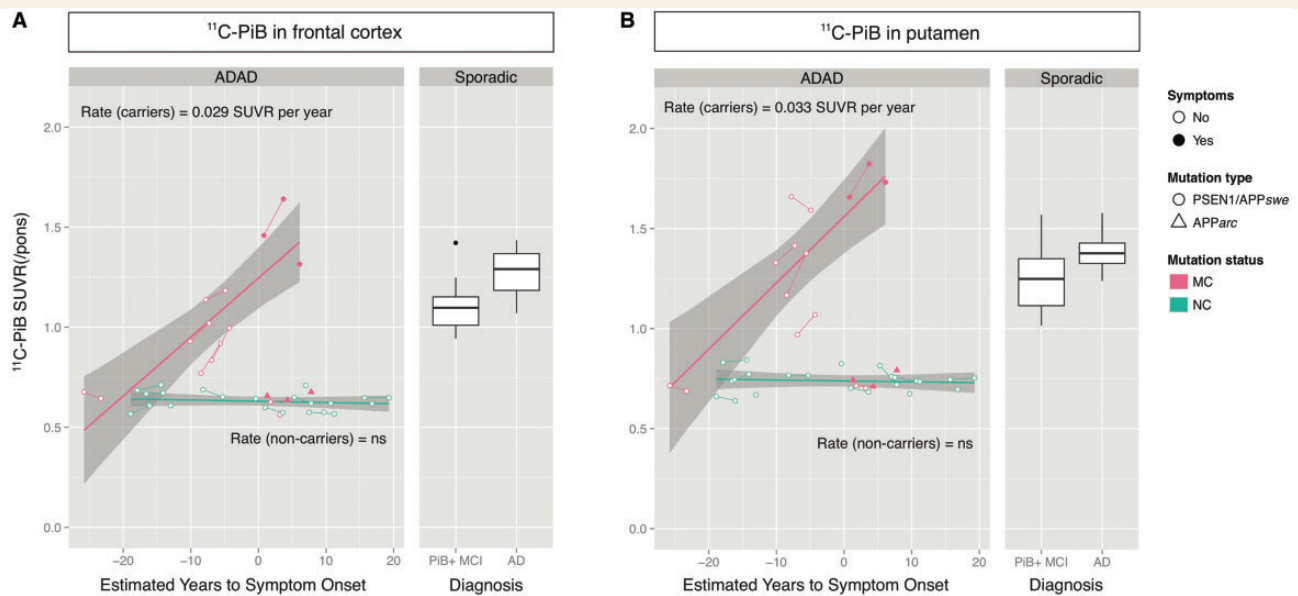 A
¹¹C-PiB in frontal cortex
ADAD
Sporadic
Rate (carriers) = 0.029 SUVR per year
2.0
1.5
1.0
0.5
0.0
¹¹C-PiB SUVR(/pons)
Rate (non-carriers) = ns
−20
−10
0
10
20
PiB+ MCI
AD
Estimated Years to Symptom Onset
Diagnosis
B
¹¹C-PiB in putamen
ADAD
Sporadic
Rate (carriers) = 0.033 SUVR per year
2.0
1.5
1.0
0.5
0.0
Rate (non-carriers) = ns
−20
−10
0
10
20
PiB+ MCI
AD
Estimated Years to Symptom Onset
Diagnosis
Symptoms
No
Yes
Mutation type
PSEN1/APPswe
APParc
Mutation status
MC
NC